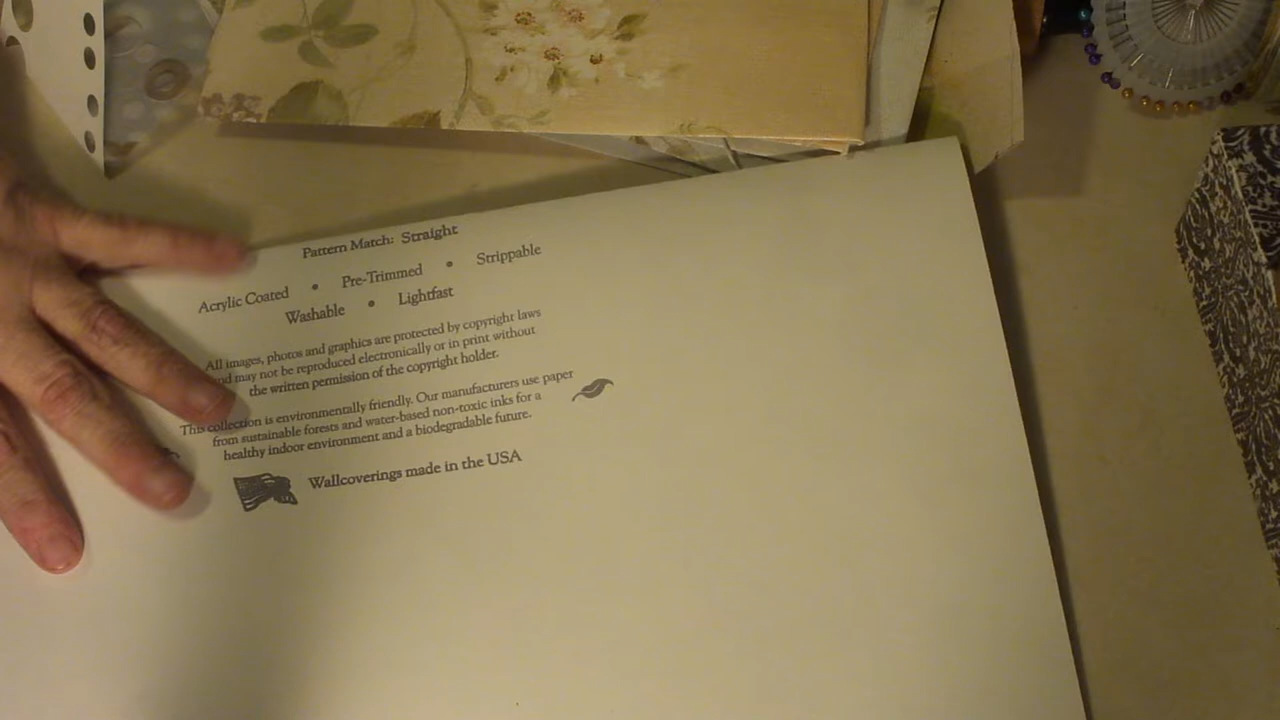 Pattern Match: Straight
Acrylic Coated • Pre-Trimmed • Strippable
Washable • Lightfast
All images, photos and graphics are protected by copyright laws
and may not be reproduced electronically or in print without
the written permission of the copyright holder.
This collection is environmentally friendly. Our manufacturers use paper
from sustainable forests and water-based non-toxic inks for a
healthy indoor environment and a biodegradable future.
Wallcoverings made in the USA